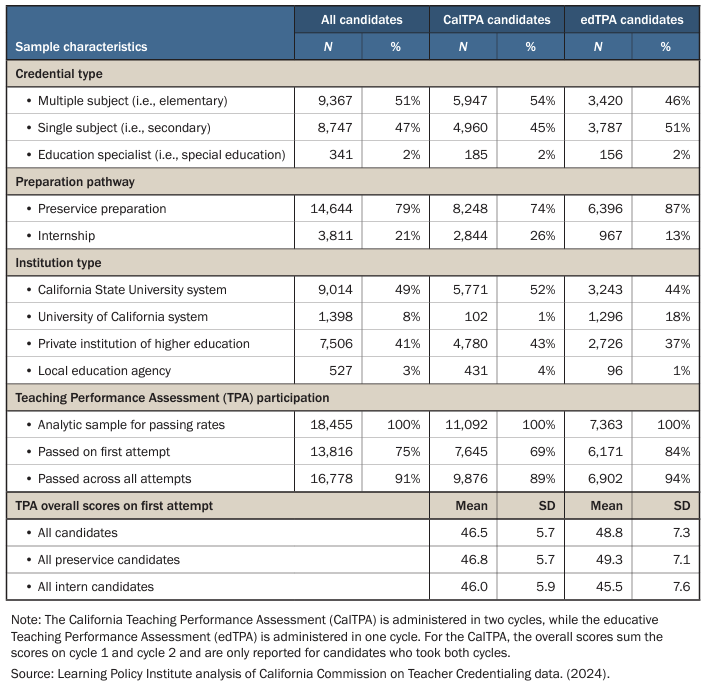 All candidates CalTPA candidates edTPA candidates
Sample characteristics N % N % N %
Credential type
• Multiple subject (i.e., elementary) 9,367 51% 5,947 54% 3,420 46%
• Single subject (i.e., secondary) 8,747 47% 4,960 45% 3,787 51%
• Education specialist (i.e., special education) 341 2% 185 2% 156 2%
Preparation pathway
• Preservice preparation 14,644 79% 8,248 74% 6,396 87%
• Internship 3,811 21% 2,844 26% 967 13%
Institution type
• California State University system 9,014 49% 5,771 52% 3,243 44%
• University of California system 1,398 8% 102 1% 1,296 18%
• Private institution of higher education 7,506 41% 4,780 43% 2,726 37%
• Local education agency 527 3% 431 4% 96 1%
Teaching Performance Assessment (TPA) participation
• Analytic sample for passing rates 18,455 100% 11,092 100% 7,363 100%
• Passed on first attempt 13,816 75% 7,645 69% 6,171 84%
• Passed across all attempts 16,778 91% 9,876 89% 6,902 94%
TPA overall scores on first attempt Mean SD Mean SD
• All candidates 46.5 5.7 48.8 7.3
• All preservice candidates 46.8 5.7 49.3 7.1
• All intern candidates 46.0 5.9 45.5 7.6
Note: The California Teaching Performance Assessment (CalTPA) is administered in two cycles, while the educative
Teaching Performance Assessment (edTPA) is administered in one cycle. For the CalTPA, the overall scores sum the
scores on cycle 1 and cycle 2 and are only reported for candidates who took both cycles.
Source: Learning Policy Institute analysis of California Commission on Teacher Credentialing data. (2024).